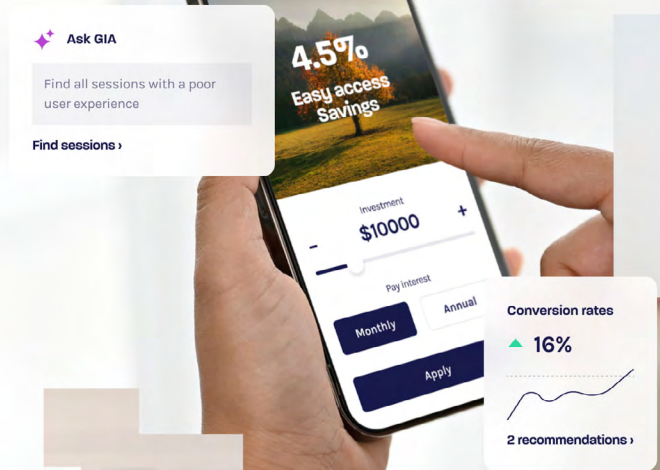 Ask GIA
Find all sessions with a poor
user experience
Find sessions ›
4.5%
Easy access
Savings
Investment
- $10000 +
Pay interest
Monthly Annual
Apply
Conversion rates
16%
2 recommendations ›